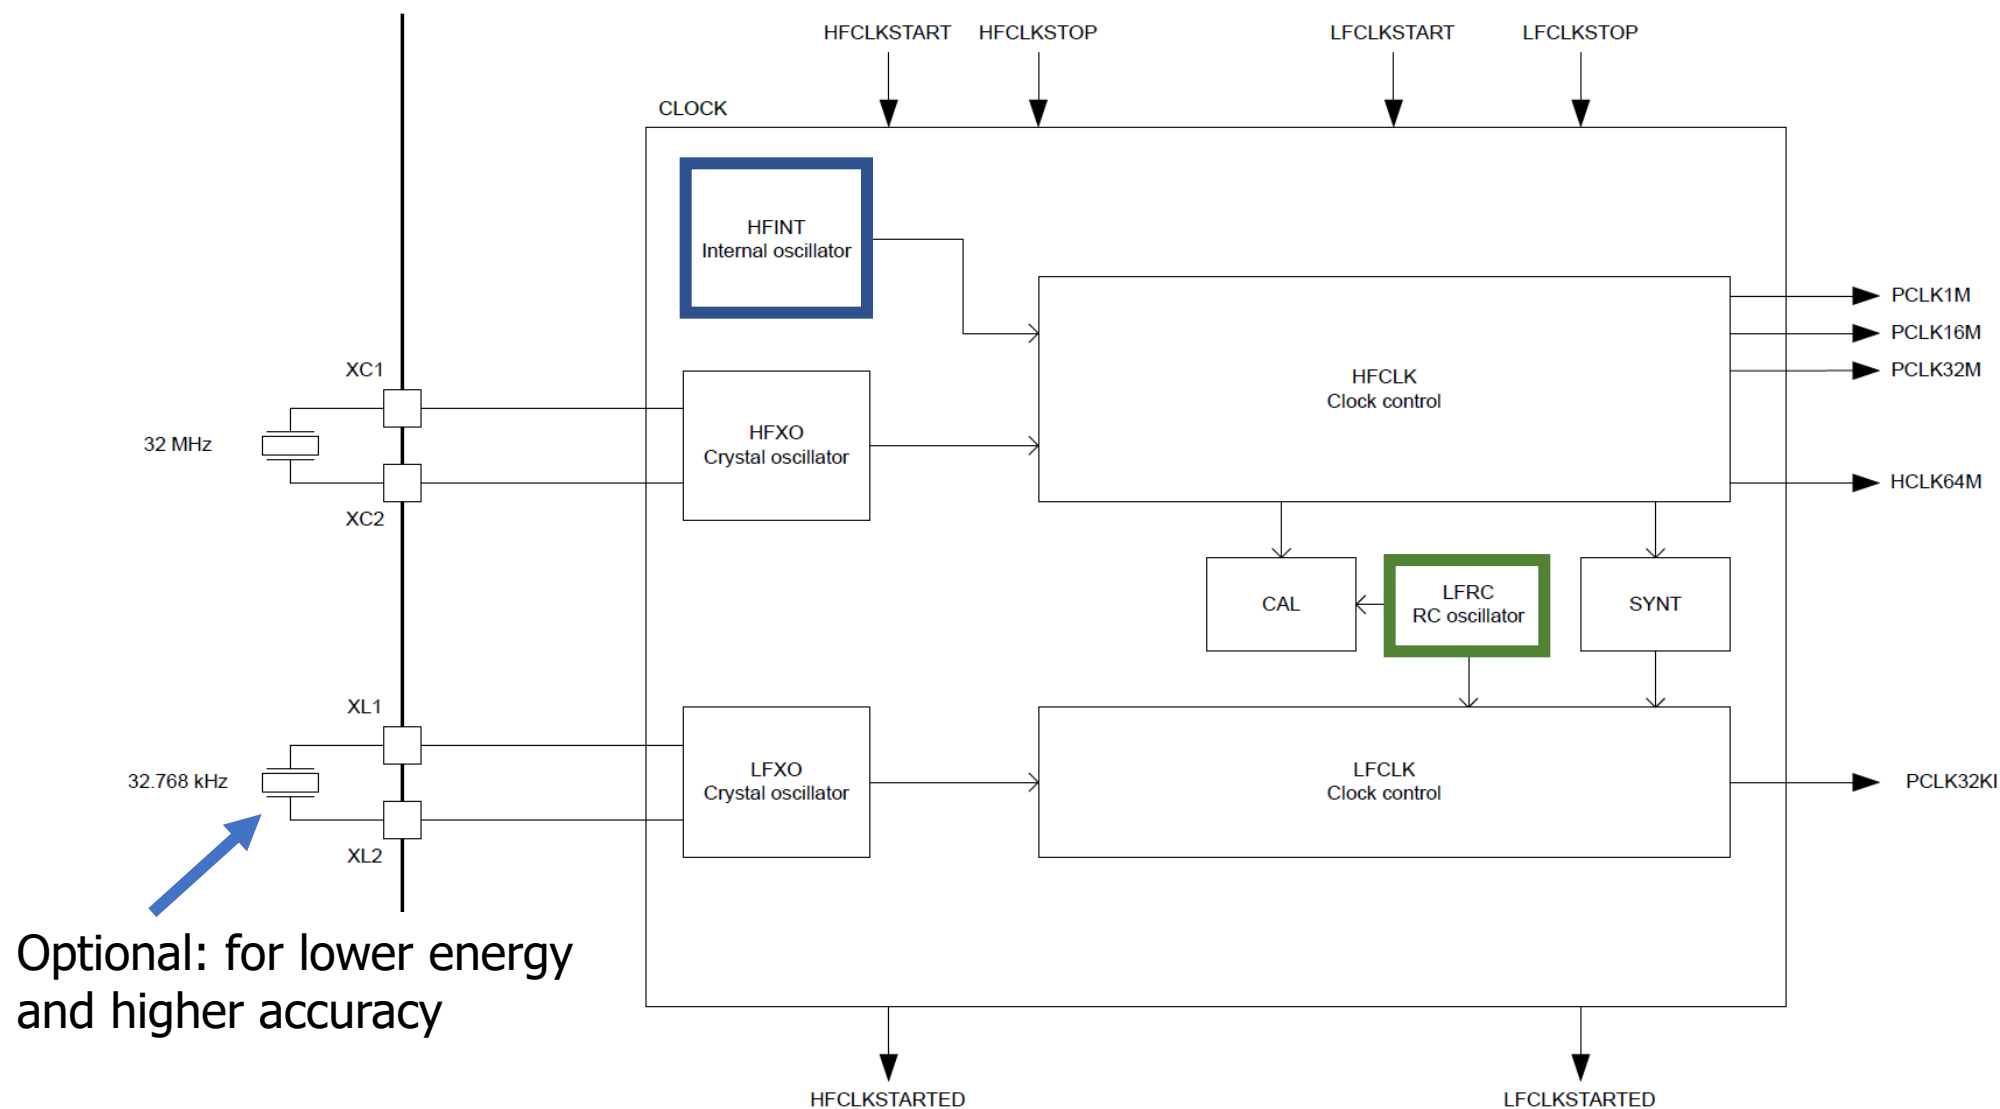 HFCLKSTART HFCLKSTOP LFCLKSTART LFCLKSTOP
CLOCK
HFINT
Internal oscillator
PCLK1M
PCLK16M
PCLK32M
HFCLK
Clock control
XC1
HFXO
Crystal oscillator
32 MHz
HCLK64M
XC2
CAL
LFRC
RC oscillator
SYNT
XL1
LFXO
Crystal oscillator
LFCLK
Clock control
32.768 kHz
PCLK32KI
XL2
Optional: for lower energy
and higher accuracy
HFCLKSTARTED LFCLKSTARTED